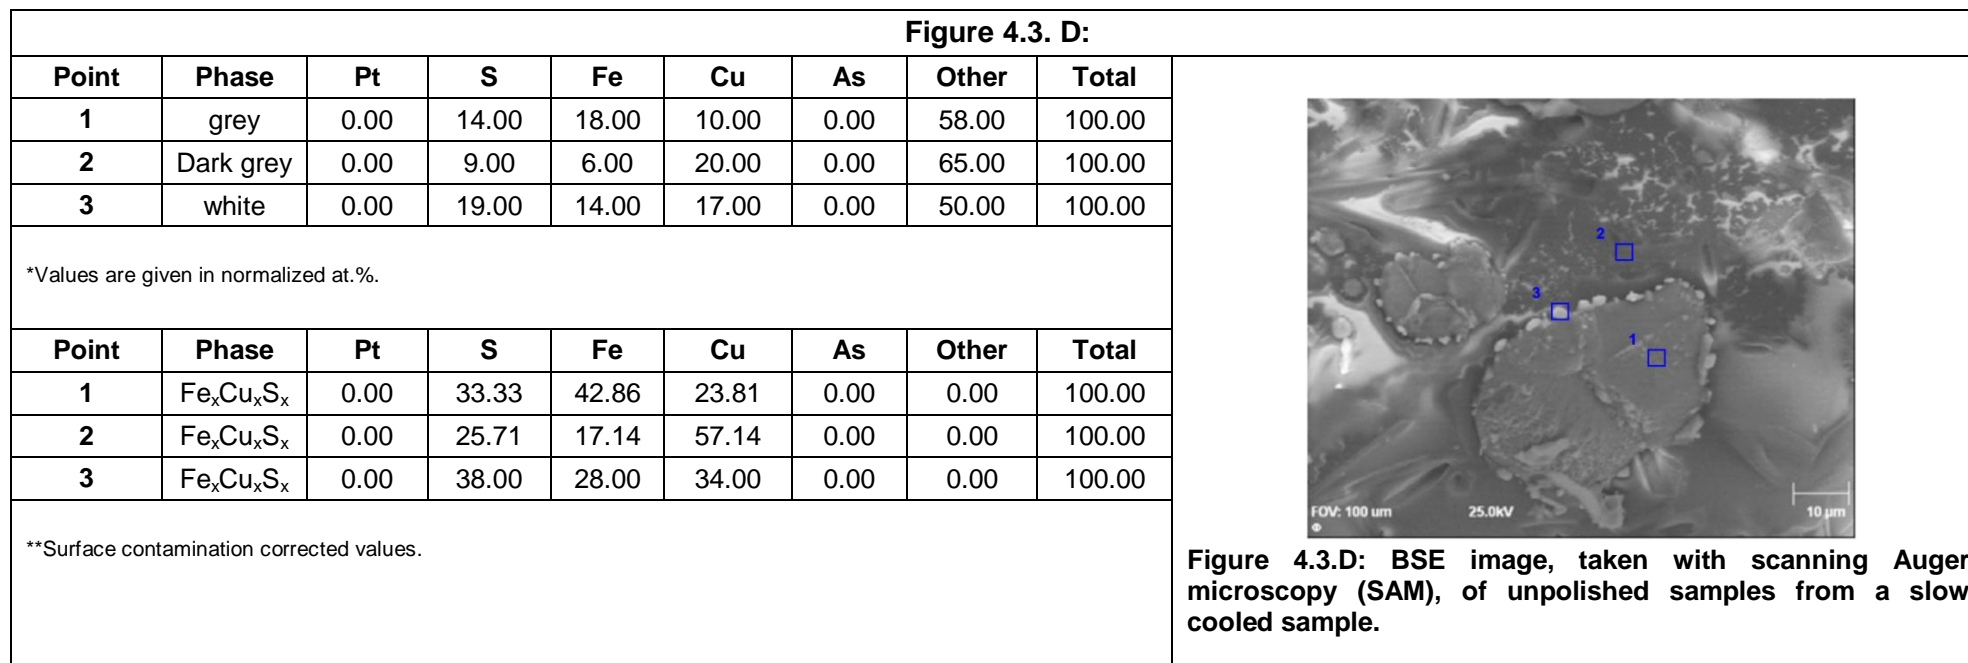 Figure 4.3. D:
Point Phase Pt S Fe Cu As Other Total
1 grey 0.00 14.00 18.00 10.00 0.00 58.00 100.00
2 Dark grey 0.00 9.00 6.00 20.00 0.00 65.00 100.00
3 white 0.00 19.00 14.00 17.00 0.00 50.00 100.00
*Values are given in normalized at.%.
Point Phase Pt S Fe Cu As Other Total
1 FeₓCuₓSₓ 0.00 33.33 42.86 23.81 0.00 0.00 100.00
2 FeₓCuₓSₓ 0.00 25.71 17.14 57.14 0.00 0.00 100.00
3 FeₓCuₓSₓ 0.00 38.00 28.00 34.00 0.00 0.00 100.00
**Surface contamination corrected values.
2
3
1
FOV: 100 um 25.0kV 10 µm
Figure 4.3.D: BSE image, taken with scanning Auger
microscopy (SAM), of unpolished samples from a slow
cooled sample.